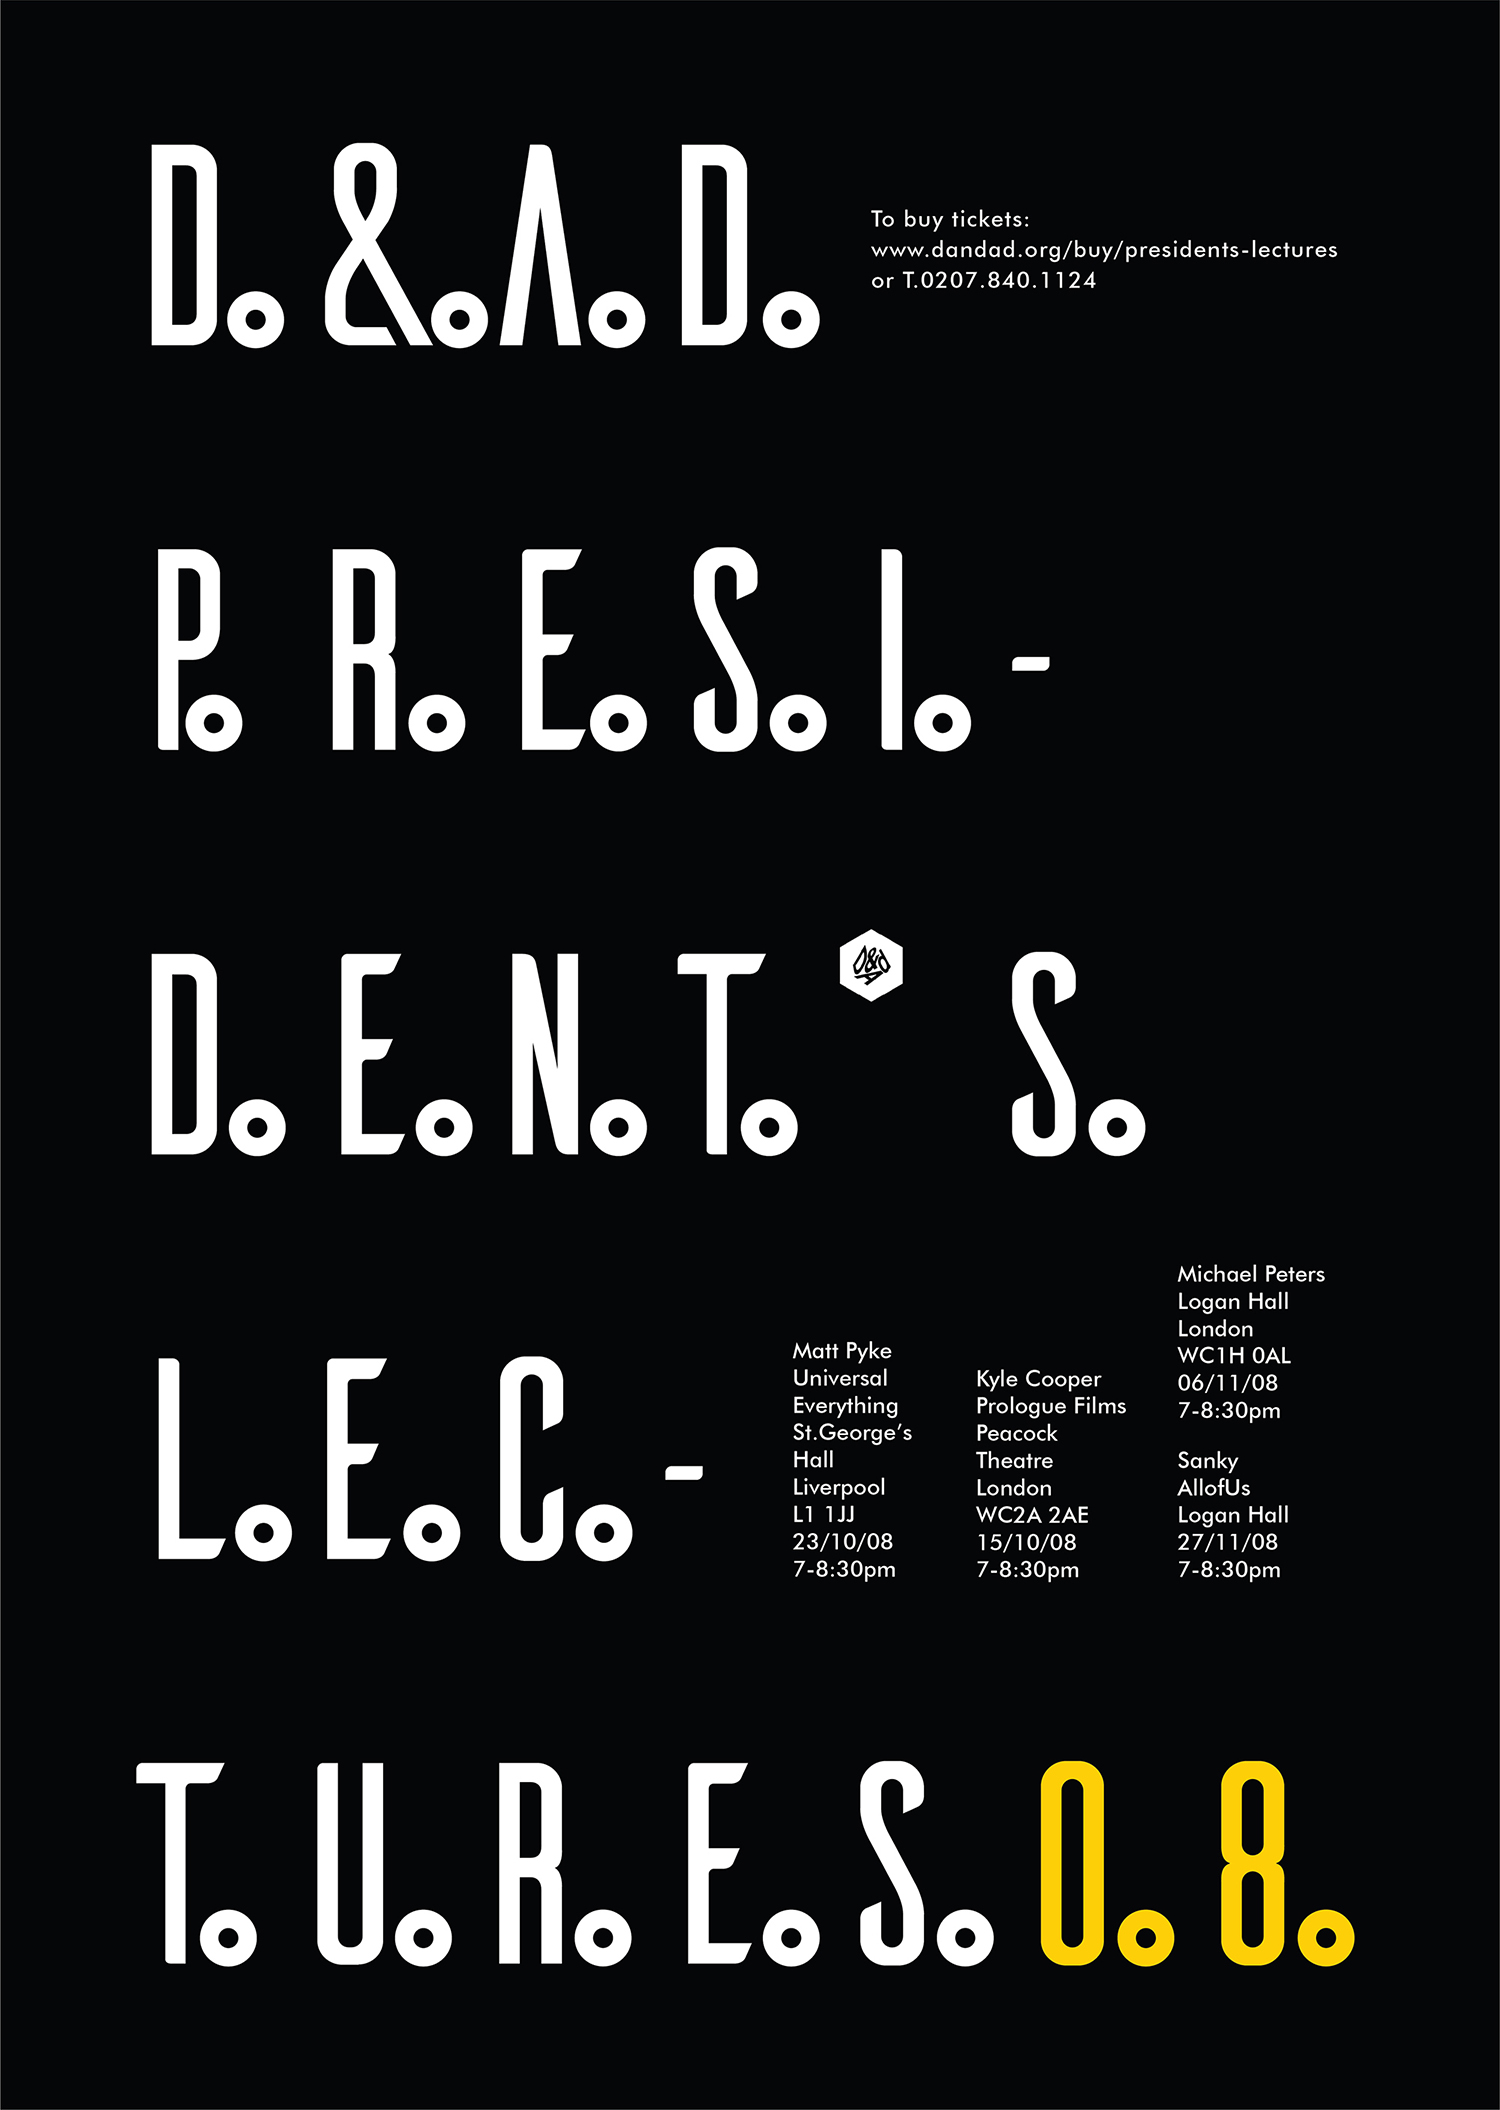 D.&.A.D.
To buy tickets:
www.dandad.org/buy/presidents-lectures
or T.0207.840.1124
P.R.E.S.I.-
D.E.N.T.
D&AD
S.
L.E.C.-
Matt Pyke
Universal
Everything
St.George's
Hall
Liverpool
L1 1JJ
23/10/08
7-8:30pm
Kyle Cooper
Prologue Films
Peacock
Theatre
London
WC2A 2AE
15/10/08
7-8:30pm
Michael Peters
Logan Hall
London
WC1H 0AL
06/11/08
7-8:30pm
Sanky
AllofUs
Logan Hall
27/11/08
7-8:30pm
T.U.R.E.S.0.8.